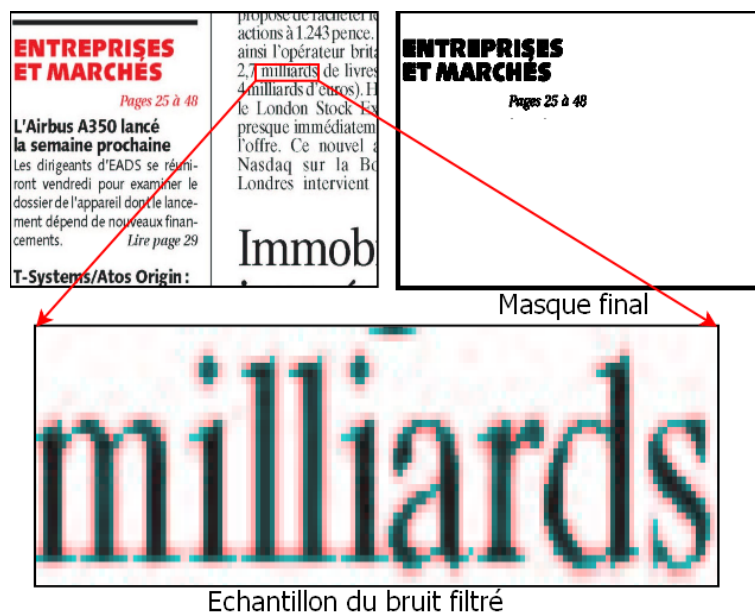 ENTREPRISES
ET MARCHÉS
Pages 25 à 48
L'Airbus A350 lancé
la semaine prochaine
Les dirigeants d'EADS se réuni-
ront vendredi pour examiner le
dossier de l'appareil dont le lance-
ment dépend de nouveaux finan-
cements. Lire page 29
T-Systems/Atos Origin :
propose de racheter le
actions à 1.243 pence.
ainsi l'opérateur brita
2,7 milliards de livres
4 milliards d'euros). H
le London Stock Ex
presque immédiatem
l'offre. Ce nouvel a
Nasdaq sur la Bo
Londres intervient
Immob
ENTREPRISES
ET MARCHÉS
Pages 25 à 48
Masque final
milliards
Echantillon du bruit filtré